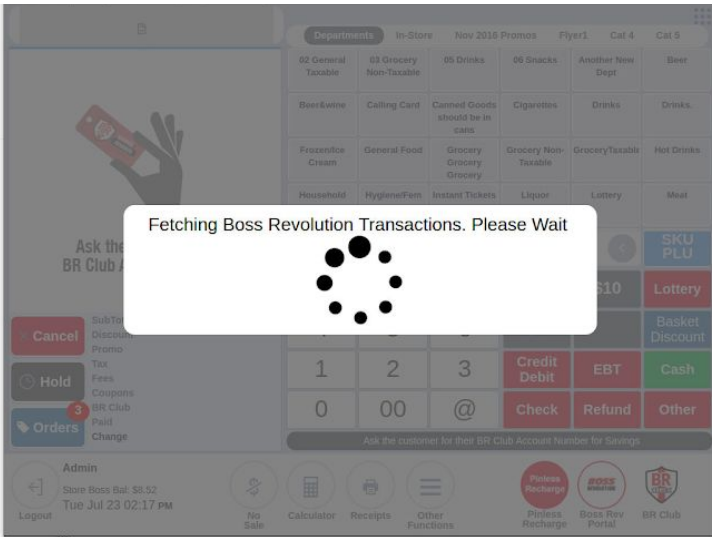 Departments In-Store Nov 2016 Promos Flyer1 Cat 4 Cat 5
02 General Taxable
03 Grocery Non-Taxable
05 Drinks
06 Snacks
Another New Dept
Beer
Beer&wine
Calling Card
Canned Goods should be in cans
Cigarettes
Drinks
Drinks.
Frozen/Ice Cream
General Food
Grocery Grocery Grocery
Grocery Non-Taxable
GroceryTaxable
Hot Drinks
Household
Hygiene/Fem
Instant Tickets
Liquor
Lottery
Meat
Fetching Boss Revolution Transactions. Please Wait
Ask the
BR Club
SKU PLU
$10
Lottery
Cancel
Basket Discount
SubTo
Discount
Promo
Tax
Fees
Coupons
BR Club
Paid
Change
Hold
3
Orders
1 2 3
Credit Debit
EBT
Cash
0 00 @
Check
Refund
Other
Ask the customer for their BR Club Account Number for Savings
Admin
Store Boss Bal: $8.52
Tue Jul 23 02:17 PM
Logout
No Sale
Calculator
Receipts
Other Functions
Pinless Recharge
Pinless Recharge
BOSS REVOLUTION
Boss Rev Portal
BR
BR Club